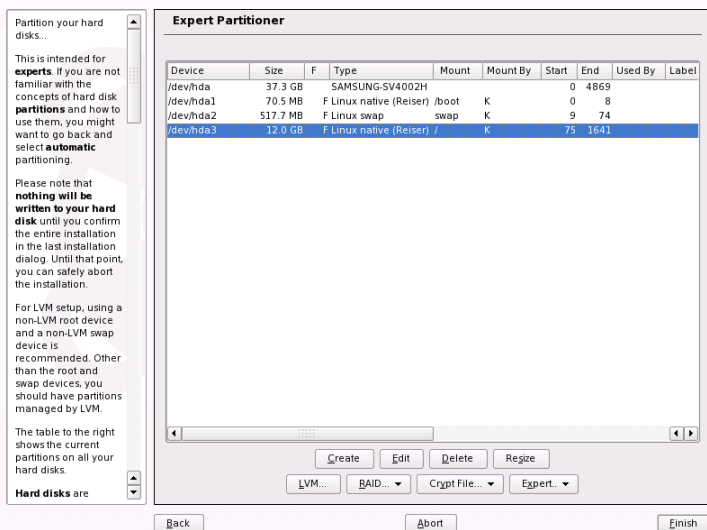 Partition your hard
disks...
This is intended for
experts. If you are not
familiar with the
concepts of hard disk
partitions and how to
use them, you might
want to go back and
select automatic
partitioning.
Please note that
nothing will be
written to your hard
disk until you confirm
the entire installation
in the last installation
dialog. Until that point,
you can safely abort
the installation.
For LVM setup, using a
non-LVM root device
and a non-LVM swap
device is
recommended. Other
than the root and
swap devices, you
should have partitions
managed by LVM.
The table to the right
shows the current
partitions on all your
hard disks.
Hard disks are
Expert Partitioner
Device Size F Type Mount Mount By Start End Used By Label
/dev/hda 37.3 GB SAMSUNG-SV4002H 0 4869
/dev/hda1 70.5 MB F Linux native (Reiser) /boot K 0 8
/dev/hda2 517.7 MB F Linux swap swap K 9 74
/dev/hda3 12.0 GB F Linux native (Reiser) / K 75 1641
Create Edit Delete Resize
LVM... RAID... Crypt File... Expert..
Back Abort Finish